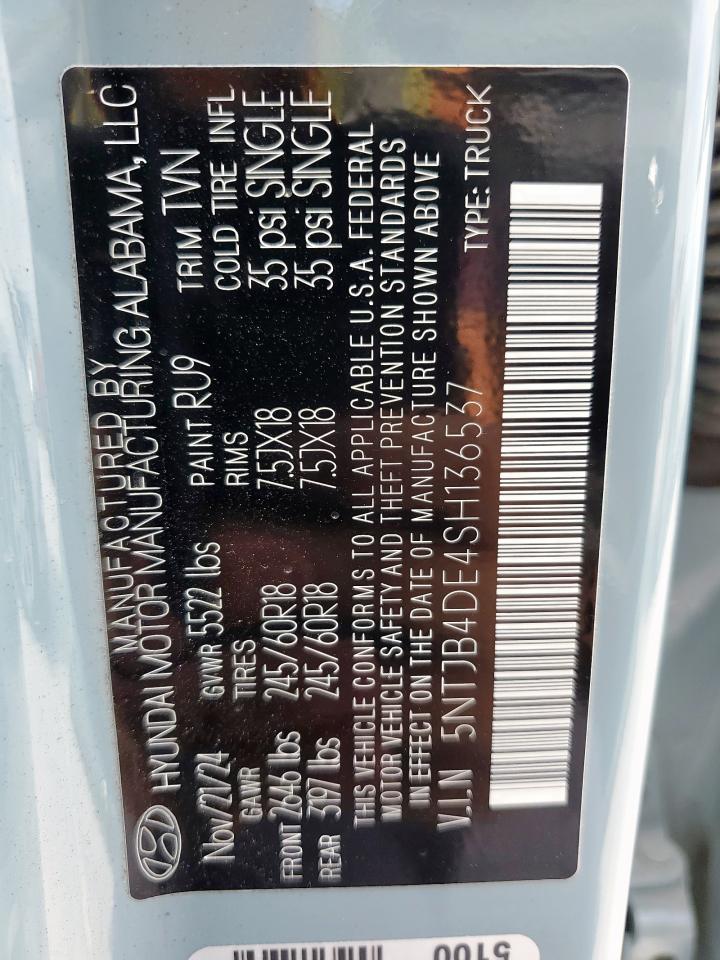 MANUFACTURED BY
HYUNDAI MOTOR MANUFACTURING ALABAMA, LLC
Nov/21/24 GVWR 5522 lbs PAINT RU9 TRIM TVN
GAWR TIRES RIMS COLD TIRE INFL
FRONT 2646 lbs 245/60R18 7.5JX18 35 psi SINGLE
REAR 3197 lbs 245/60R18 7.5JX18 35 psi SINGLE
THIS VEHICLE CONFORMS TO ALL APPLICABLE U.S.A. FEDERAL
MOTOR VEHICLE SAFETY AND THEFT PREVENTION STANDARDS
IN EFFECT ON THE DATE OF MANUFACTURE SHOWN ABOVE
V.I.N 5NTJB4DE4SH136537 TYPE: TRUCK
5100